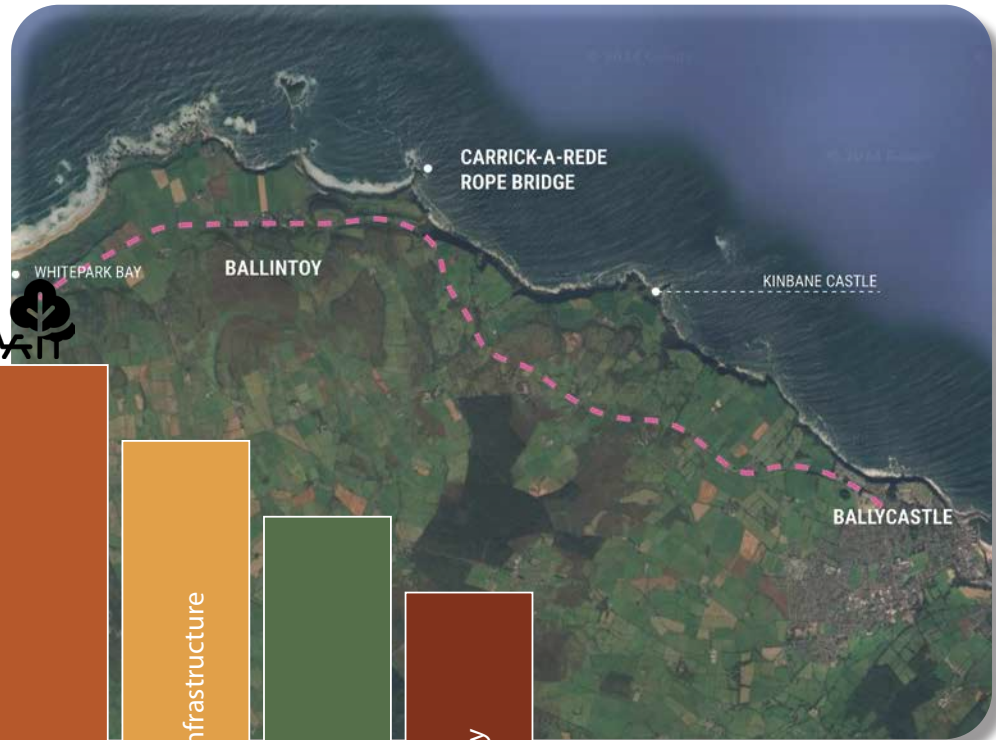 CARRICK-A-REDE
ROPE BRIDGE
WHITEPARK BAY
BALLINTOY
KINBANE CASTLE
BALLYCASTLE
nfrastructure
y